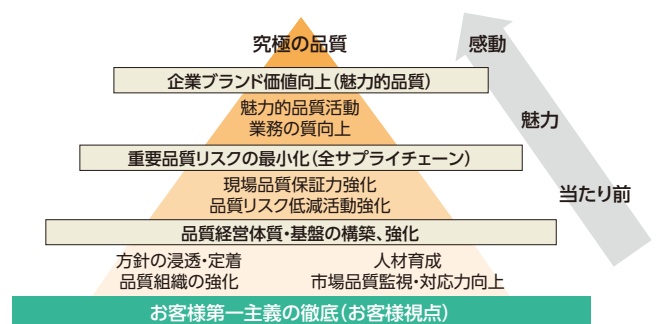 究極の品質
感動
企業ブランド価値向上(魅力的品質)
魅力的品質活動
業務の質向上
魅力
重要品質リスクの最小化(全サプライチェーン)
現場品質保証力強化
品質リスク低減活動強化
当たり前
品質経営体質・基盤の構築、強化
方針の浸透・定着
品質組織の強化
人材育成
市場品質監視・対応力向上
お客様第一主義の徹底(お客様視点)